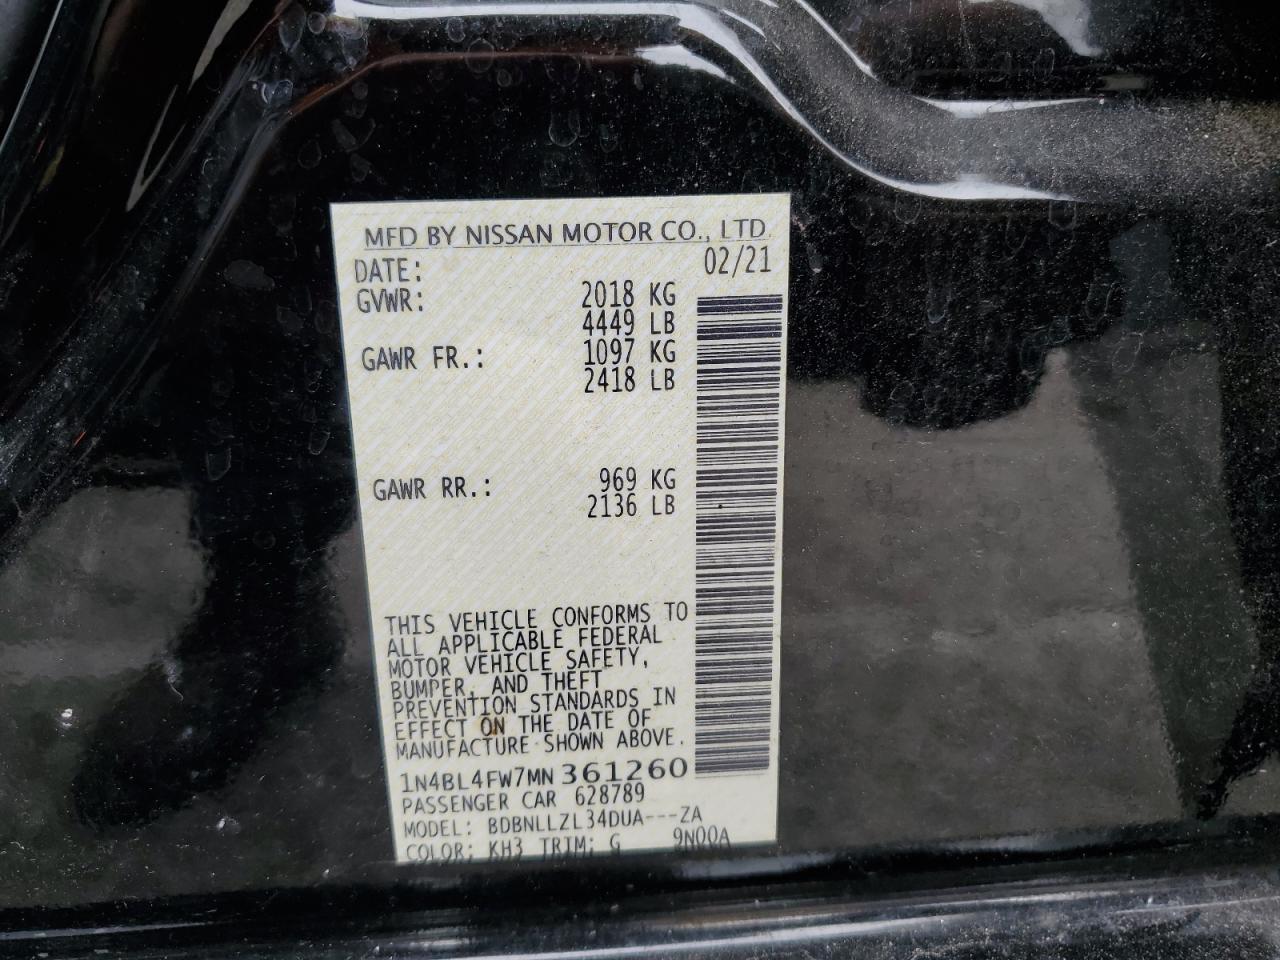 MFD BY NISSAN MOTOR CO., LTD.
DATE: 02/21
GVWR: 2018 KG
4449 LB
GAWR FR.: 1097 KG
2418 LB
GAWR RR.: 969 KG
2136 LB
THIS VEHICLE CONFORMS TO
ALL APPLICABLE FEDERAL
MOTOR VEHICLE SAFETY,
BUMPER, AND THEFT
PREVENTION STANDARDS IN
EFFECT ON THE DATE OF
MANUFACTURE SHOWN ABOVE.
1N4BL4FW7MN361260
PASSENGER CAR 628789
MODEL: BDBNLLZL34DUA---ZA
COLOR: KH3 TRIM: G 9N00A